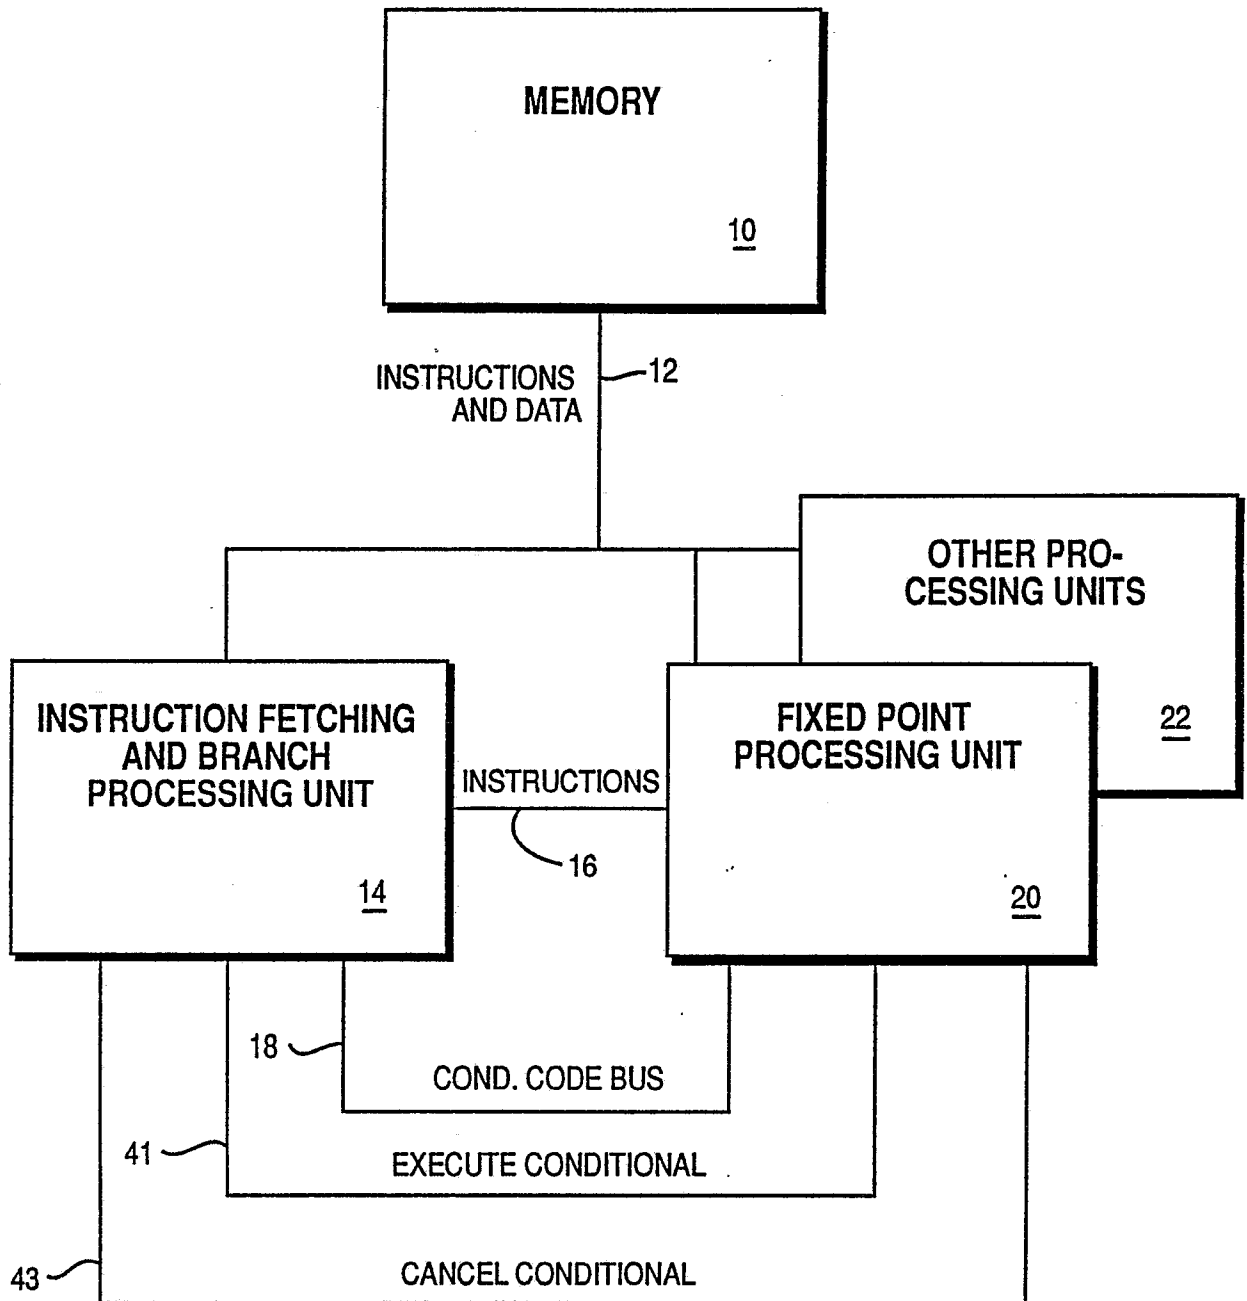 MEMORY
10
INSTRUCTIONS
AND DATA
12
OTHER PRO-
CESSING UNITS
22
INSTRUCTION FETCHING
AND BRANCH
PROCESSING UNIT
14
INSTRUCTIONS
16
FIXED POINT
PROCESSING UNIT
20
18
COND. CODE BUS
41
EXECUTE CONDITIONAL
43
CANCEL CONDITIONAL